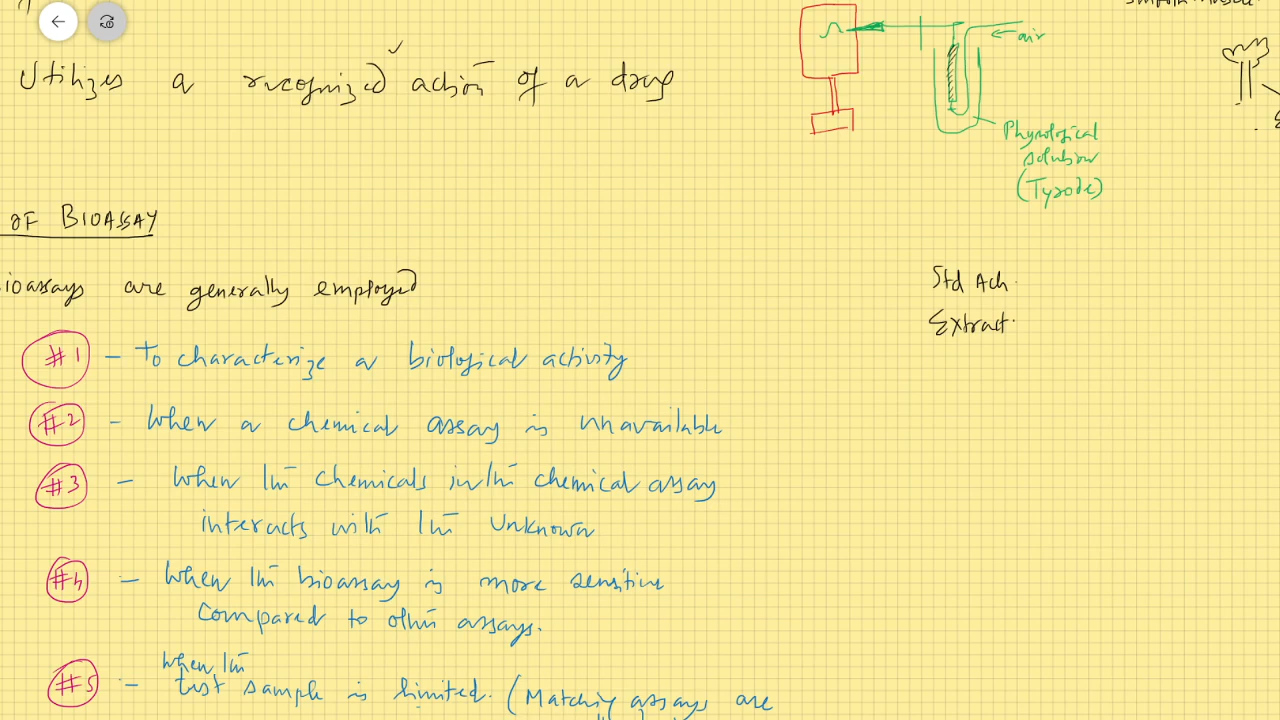 Utilizes a recognized action of a drug
air
Physological
solution
(Tyrode)
OF BIOASSAY
ioassays are generally employed
Std Ach.
Extract.
#1 - To characterize a biological activity
#2 - When a chemical assay is unavailable
#3 - When the chemicals in the chemical assay
interacts with the unknown
#4 - When the bioassay is more sensitive
compared to other assays.
when the
#5 - test sample is limited. (Matching assays are